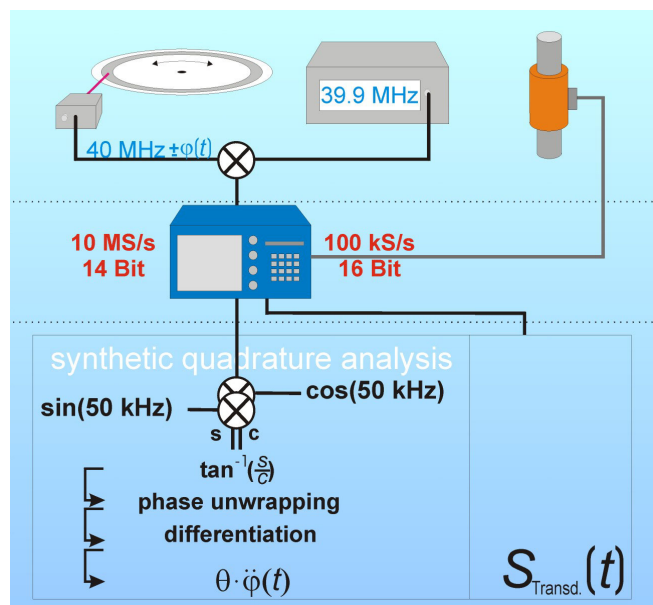 39.9 MHz
40 MHz ±φ(t)
10 MS/s
14 Bit
100 kS/s
16 Bit
synthetic quadrature analysis
sin(50 kHz)
cos(50 kHz)
s c
tan⁻¹(s/c)
phase unwrapping
differentiation
θ·φ̈(t)
S_Transd.(t)